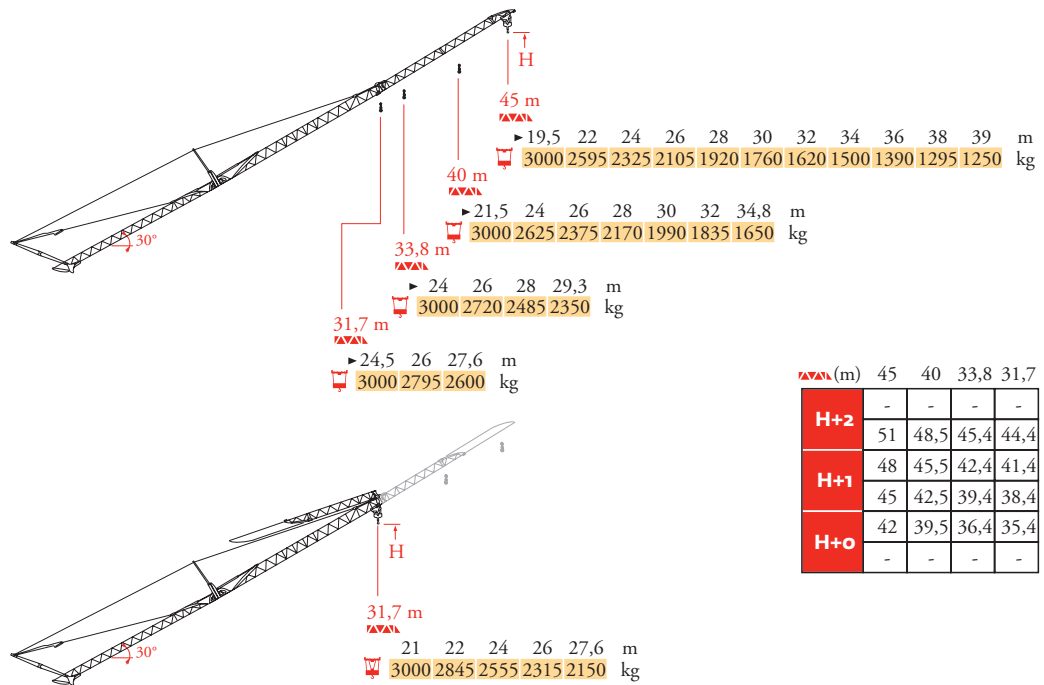 H
45 m
► 19,5 22 24 26 28 30 32 34 36 38 39 m
3000 2595 2325 2105 1920 1760 1620 1500 1390 1295 1250 kg
40 m
► 21,5 24 26 28 30 32 34,8 m
3000 2625 2375 2170 1990 1835 1650 kg
30°
33,8 m
► 24 26 28 29,3 m
3000 2720 2485 2350 kg
31,7 m
► 24,5 26 27,6 m
3000 2795 2600 kg
(m) 45 40 33,8 31,7
H+2
- - - -
51 48,5 45,4 44,4
H+1
48 45,5 42,4 41,4
45 42,5 39,4 38,4
H+0
42 39,5 36,4 35,4
- - - -
H
31,7 m
30°
21 22 24 26 27,6 m
3000 2845 2555 2315 2150 kg